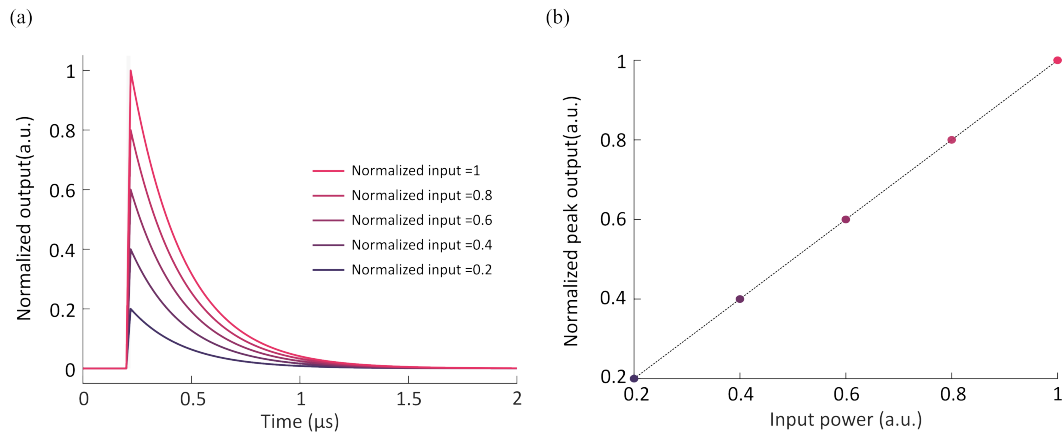 (a)
Normalized output(a.u.)
1
0.8
0.6
0.4
0.2
0
0
0.5
1
1.5
2
Time (μs)
Normalized input =1
Normalized input =0.8
Normalized input =0.6
Normalized input =0.4
Normalized input =0.2
(b)
Normalized peak output(a.u.)
1
0.8
0.6
0.4
0.2
0.2
0.4
0.6
0.8
1
Input power (a.u.)